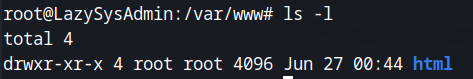 root@LazySysAdmin:/var/www# ls -l
total 4
drwxr-xr-x 4 root root 4096 Jun 27 00:44 html